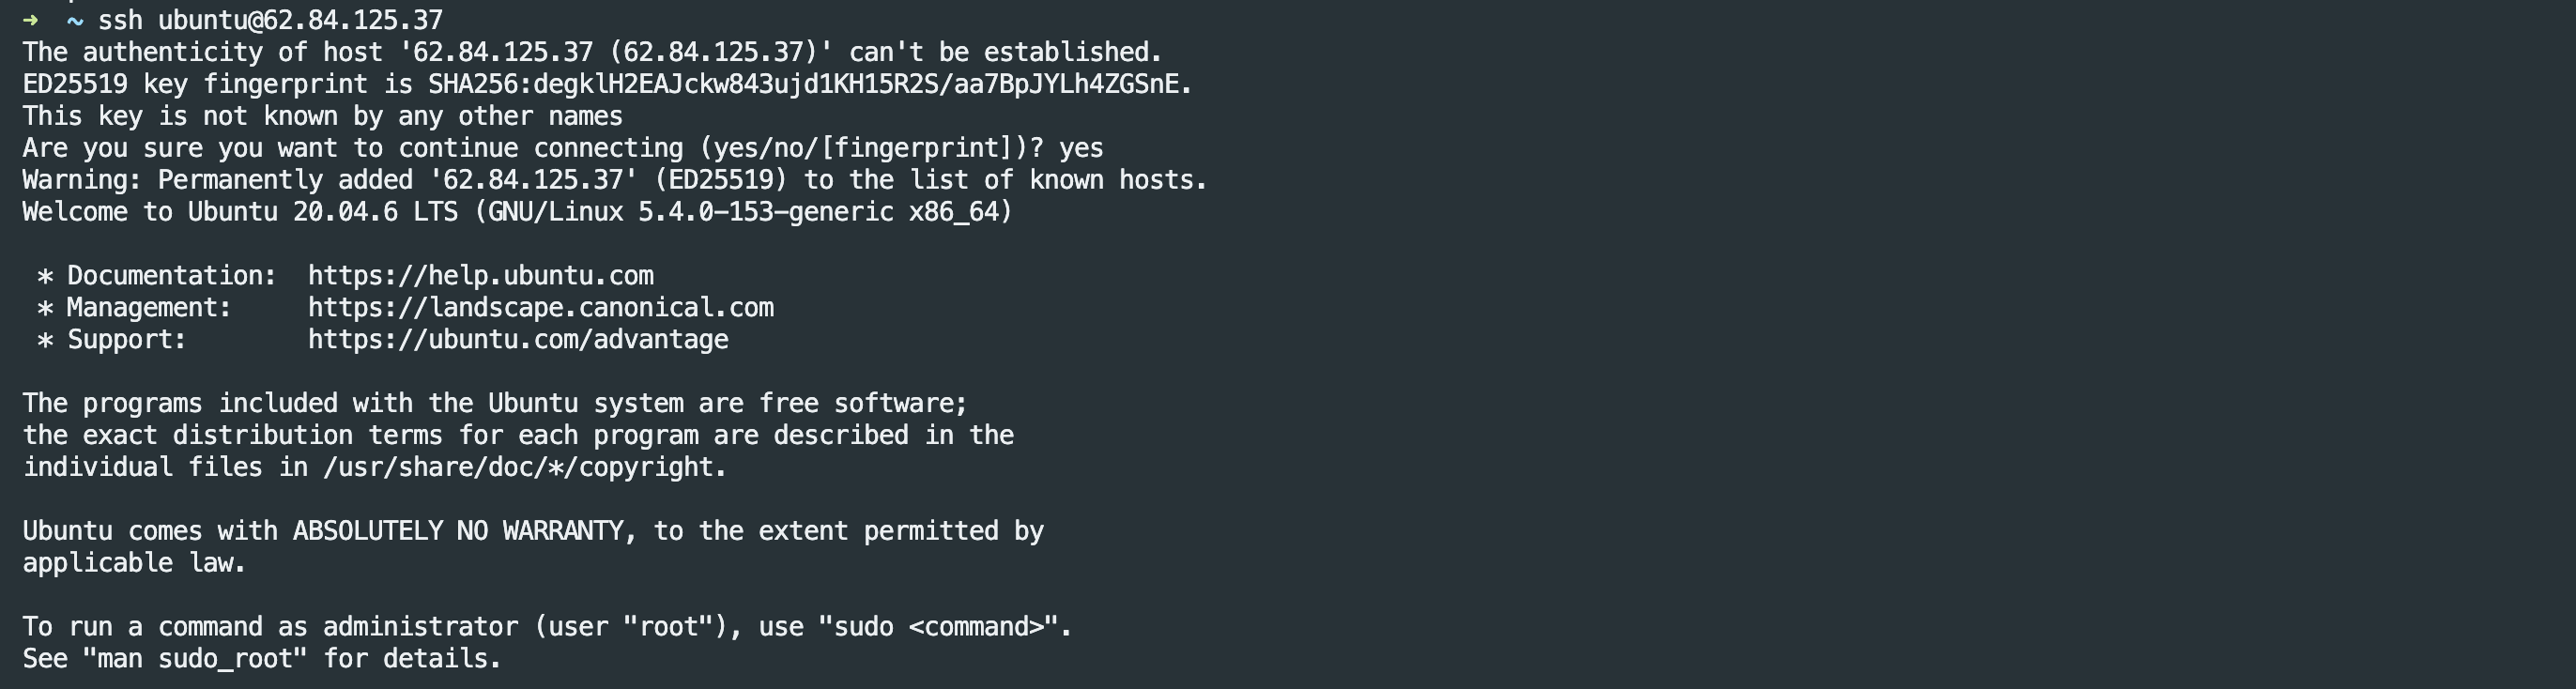 ➜  ~ ssh ubuntu@62.84.125.37
The authenticity of host '62.84.125.37 (62.84.125.37)' can't be established.
ED25519 key fingerprint is SHA256:degklH2EAJckw843ujd1KH15R2S/aa7BpJYLh4ZGSnE.
This key is not known by any other names
Are you sure you want to continue connecting (yes/no/[fingerprint])? yes
Warning: Permanently added '62.84.125.37' (ED25519) to the list of known hosts.
Welcome to Ubuntu 20.04.6 LTS (GNU/Linux 5.4.0-153-generic x86_64)

 * Documentation:  https://help.ubuntu.com
 * Management:     https://landscape.canonical.com
 * Support:        https://ubuntu.com/advantage

The programs included with the Ubuntu system are free software;
the exact distribution terms for each program are described in the
individual files in /usr/share/doc/*/copyright.

Ubuntu comes with ABSOLUTELY NO WARRANTY, to the extent permitted by
applicable law.

To run a command as administrator (user "root"), use "sudo <command>".
See "man sudo_root" for details.